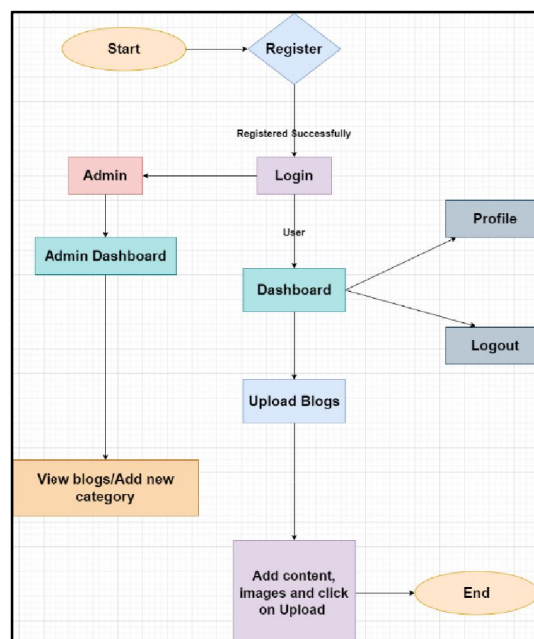 Start
Register
Registered Successfully
Admin
Login
Profile
User
Admin Dashboard
Dashboard
Logout
Upload Blogs
View blogs/Add new
category
Add content,
images and click
on Upload
End